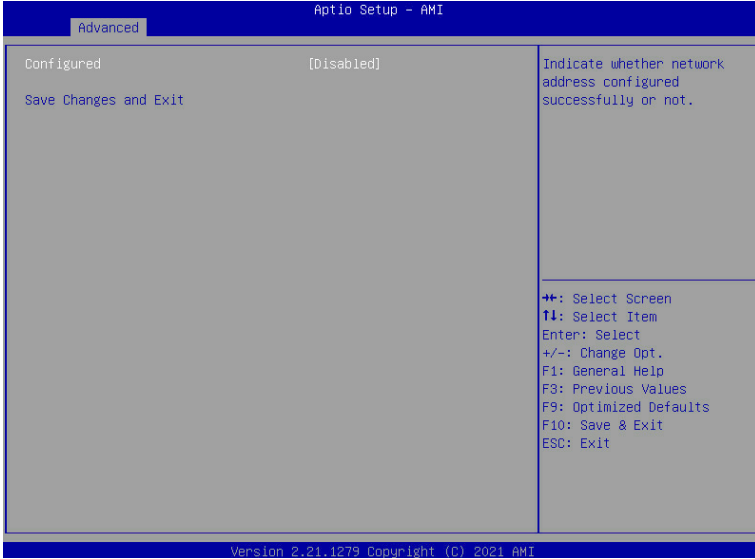 Aptio Setup – AMI
Advanced
Configured [Disabled]
Save Changes and Exit
Indicate whether network
address configured
successfully or not.
→←: Select Screen
↑↓: Select Item
Enter: Select
+/-: Change Opt.
F1: General Help
F3: Previous Values
F9: Optimized Defaults
F10: Save & Exit
ESC: Exit
Version 2.21.1279 Copyright (C) 2021 AMI